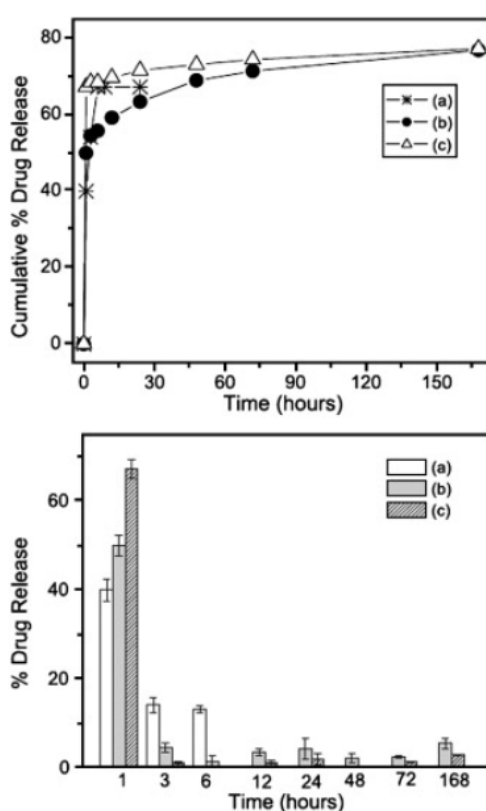 80
60
40
20
0
Cumulative % Drug Release
(a)
(b)
(c)
0 30 60 90 120 150
Time (hours)
60
40
20
0
% Drug Release
(a)
(b)
(c)
1 3 6 12 24 48 72 168
Time (hours)